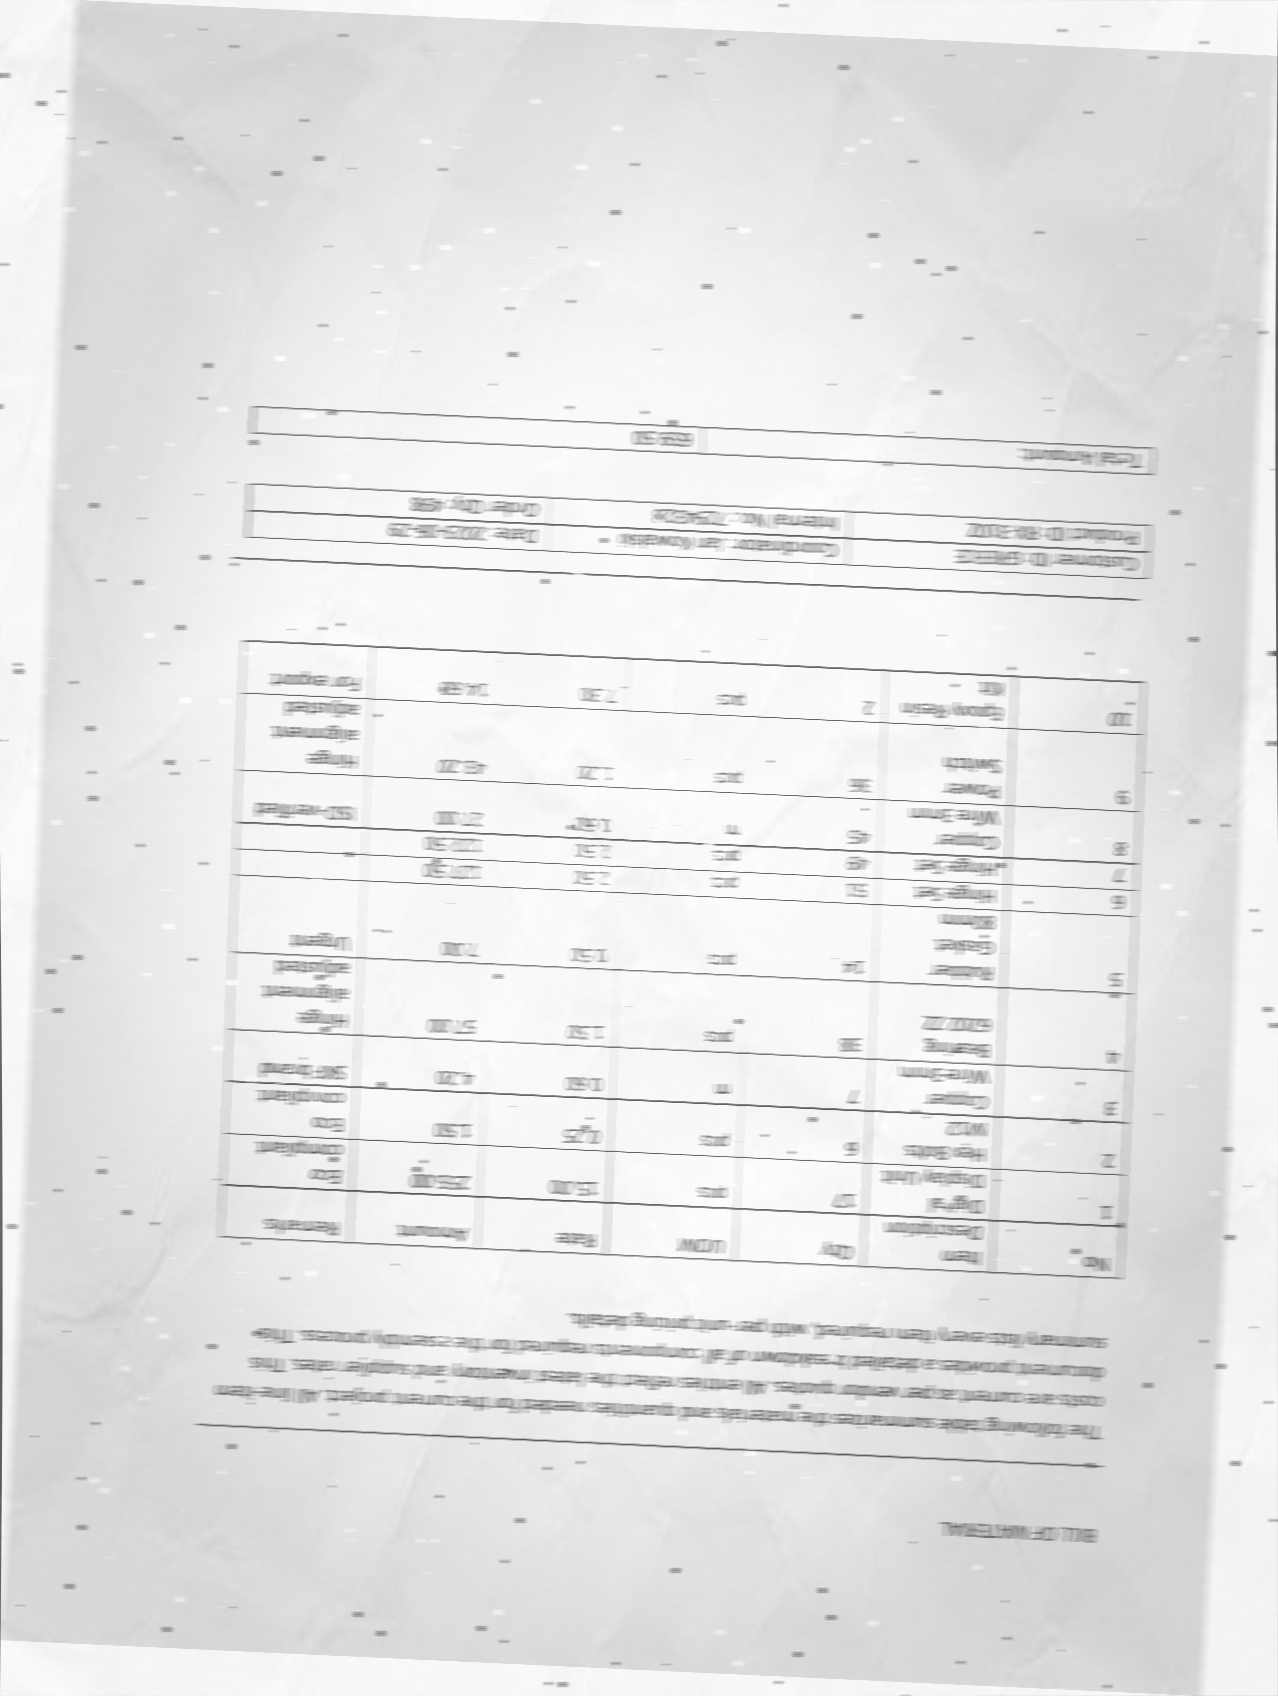 BILL OF MATERIAL
The following table summarizes the materials and quantities needed for the current project. All line-item
costs are current as per vendor quotes. All entries reflect the latest inventory and supplier rates. This
document provides a detailed breakdown of all components required for the assembly process. This
summary lists every item required, with per-unit pricing details.
No Item Description Qty UOM Rate Amount Remarks
1 Digital Display Unit 17 pcs 15.00 255.00 Eco compliant
2 Hex Bolts M12 6 pcs 0.25 1.50 Eco compliant
3 Copper Wire 3mm 7 m 0.60 4.20 SKF brand
4 Bearing 6202 ZZ 38 pcs 1.50 57.00 Hinge alignment adjusted
5 Rubber Gasket 14 pcs 0.50 7.00 Urgent
6 Hinge Set 51 pcs 2.50 127.50
7 Hinge Set 49 pcs 2.50 122.50
8 Copper Wire 3mm 45 m 0.60 27.00 ISO-verified
9 Power Switch 36 pcs 1.20 43.20 Hinge alignment adjusted
10 Epoxy Resin Kit 2 pcs 7.30 14.60 For export
Customer ID: Coordinator: Jan Kowalski Date:
Product ID: Internal No.: Order Qty:
Total Amount: 659.50